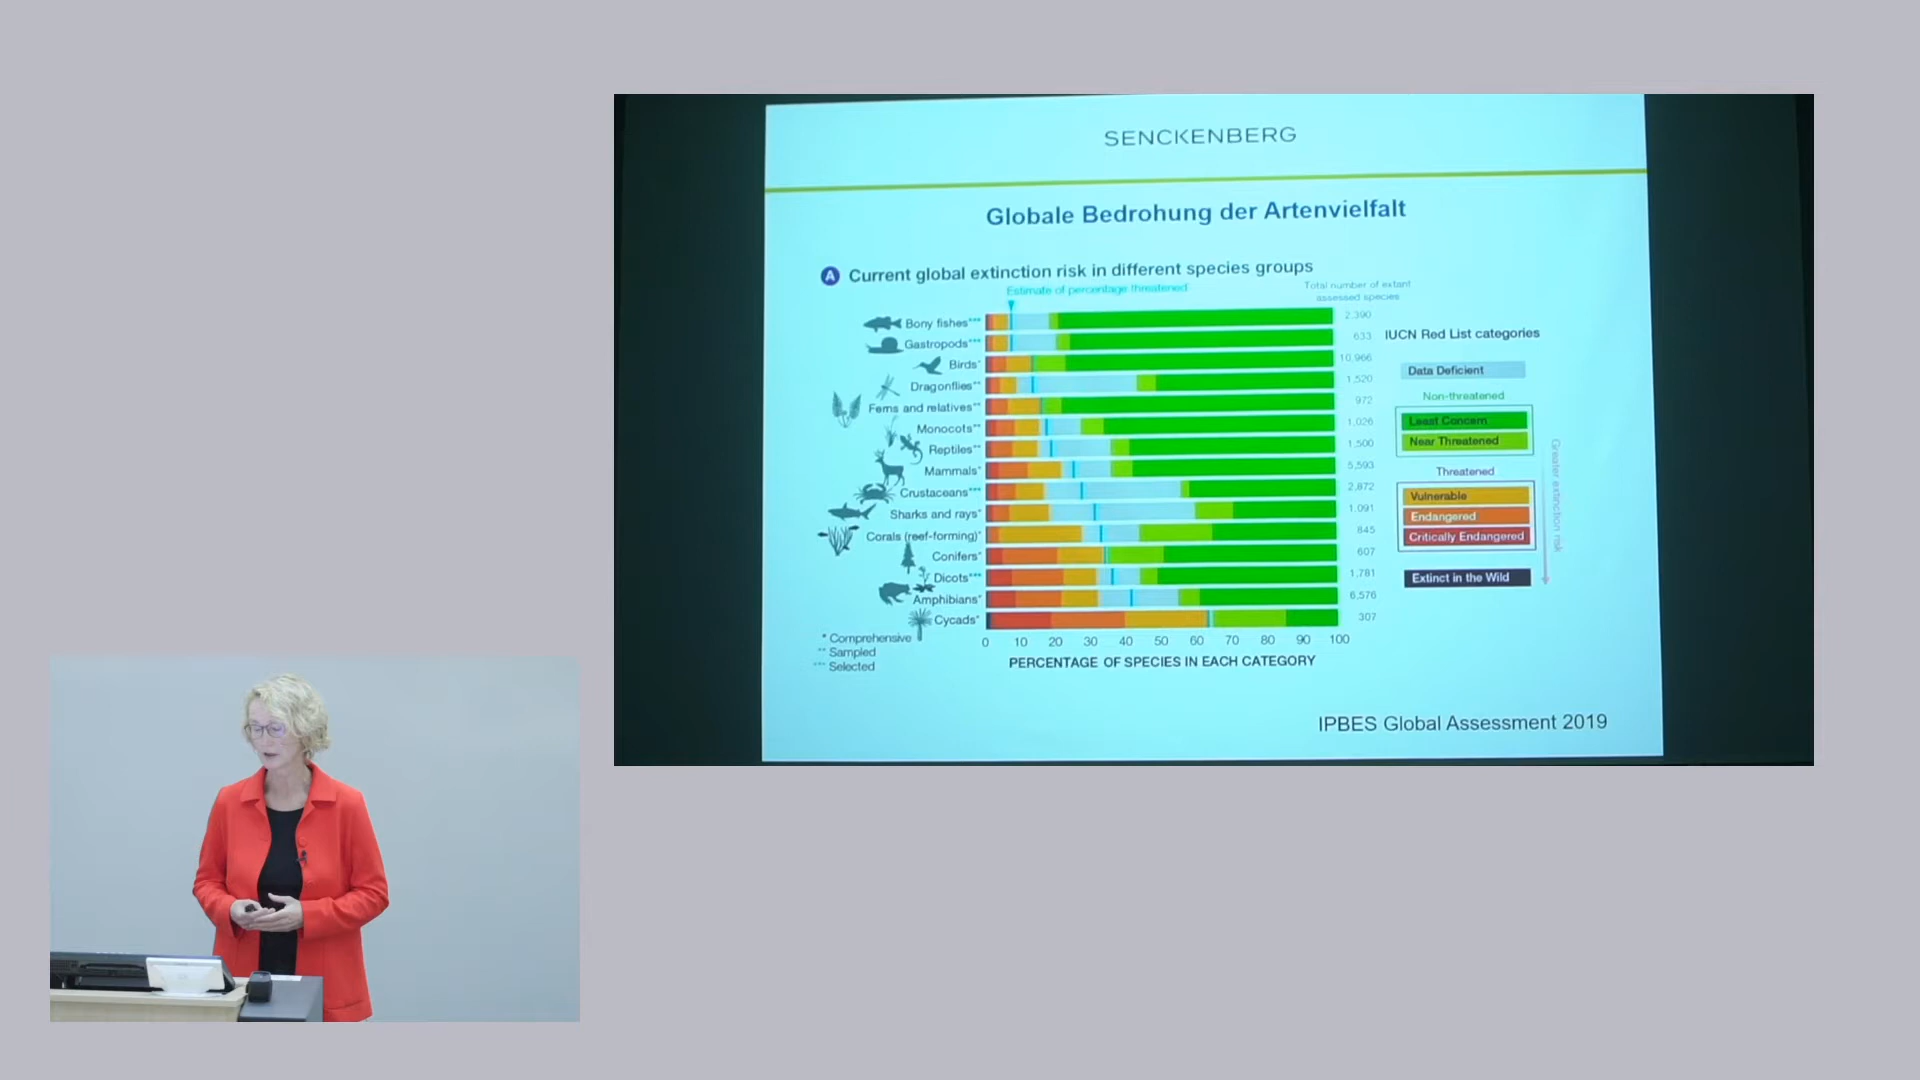 SENCKENBERG
Globale Bedrohung der Artenvielfalt
A Current global extinction risk in different species groups
Estimate of percentage threatened
Total number of extant
assessed species
Bony fishes*** 2,390
Gastropods*** 633
Birds* 10,966
Dragonflies** 1,520
Ferns and relatives** 972
Monocots** 1,026
Reptiles** 1,500
Mammals* 5,593
Crustaceans*** 2,872
Sharks and rays* 1,091
Corals (reef-forming)* 845
Conifers* 607
Dicots*** 1,781
Amphibians* 6,576
Cycads* 307
0 10 20 30 40 50 60 70 80 90 100
PERCENTAGE OF SPECIES IN EACH CATEGORY
* Comprehensive
** Sampled
*** Selected
IUCN Red List categories
Data Deficient
Non-threatened
Least Concern
Near Threatened
Threatened
Vulnerable
Endangered
Critically Endangered
Extinct in the Wild
Greater extinction risk
IPBES Global Assessment 2019